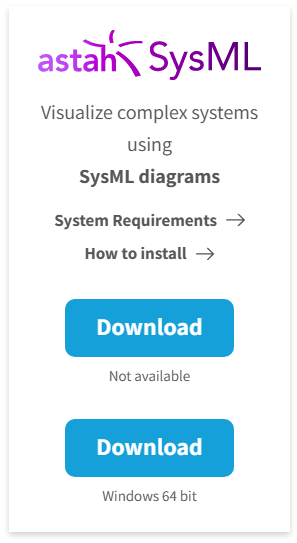 astah SysML
Visualize complex systems
using
SysML diagrams
System Requirements →
How to install →
Download
Not available
Download
Windows 64 bit